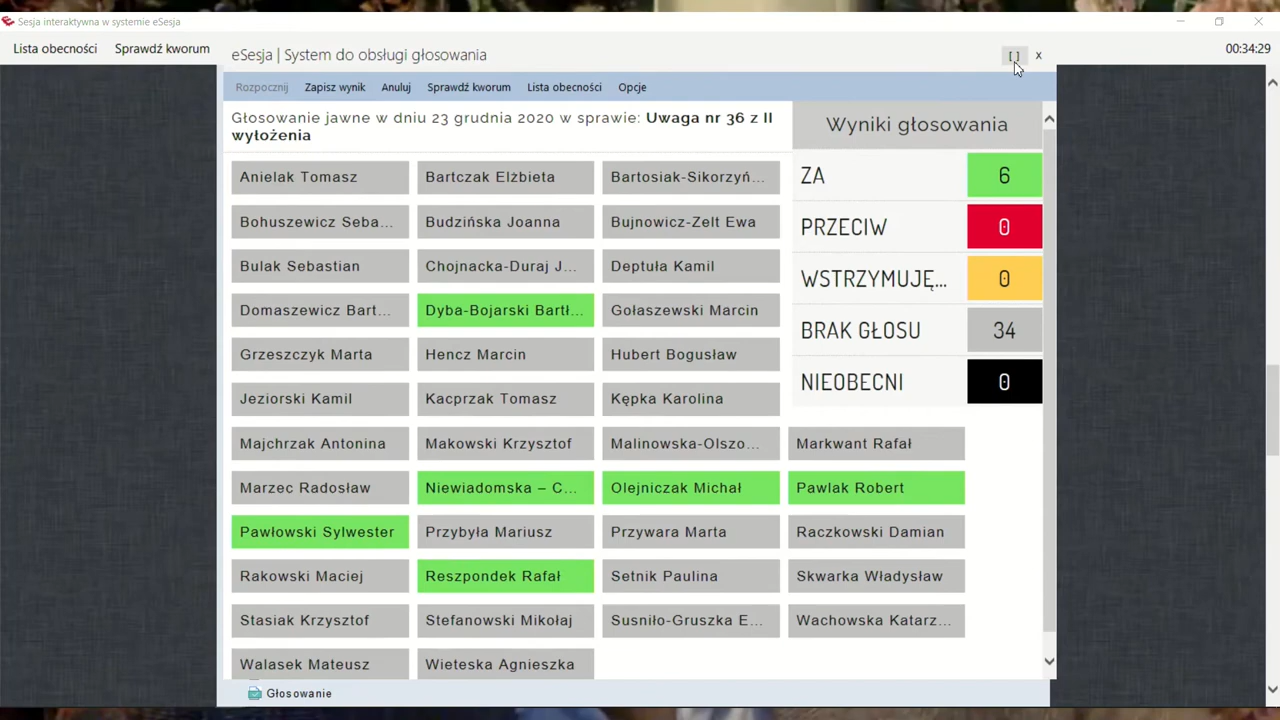 Sesja interaktywna w systemie eSesja
Lista obecności Sprawdź kworum 00:34:29
eSesja | System do obsługi głosowania [ ] x
Rozpocznij Zapisz wynik Anuluj Sprawdź kworum Lista obecności Opcje
Głosowanie jawne w dniu 23 grudnia 2020 w sprawie: Uwaga nr 36 z II
wyłożenia
Wyniki głosowania
ZA 6
PRZECIW 0
WSTRZYMUJĘ... 0
BRAK GŁOSU 34
NIEOBECNI 0
Anielak Tomasz Bartczak Elżbieta Bartosiak-Sikorzyń...
Bohuszewicz Seba... Budzińska Joanna Bujnowicz-Zelt Ewa
Bulak Sebastian Chojnacka-Duraj J... Deptuła Kamil
Domaszewicz Bart... Dyba-Bojarski Bartł... Gołaszewski Marcin
Grzeszczyk Marta Hencz Marcin Hubert Bogusław
Jeziorski Kamil Kacprzak Tomasz Kępka Karolina
Majchrzak Antonina Makowski Krzysztof Malinowska-Olszo... Markwant Rafał
Marzec Radosław Niewiadomska – C... Olejniczak Michał Pawlak Robert
Pawłowski Sylwester Przybyła Mariusz Przywara Marta Raczkowski Damian
Rakowski Maciej Reszpondek Rafał Setnik Paulina Skwarka Władysław
Stasiak Krzysztof Stefanowski Mikołaj Susniło-Gruszka E... Wachowska Katarz...
Walasek Mateusz Wieteska Agnieszka
Głosowanie